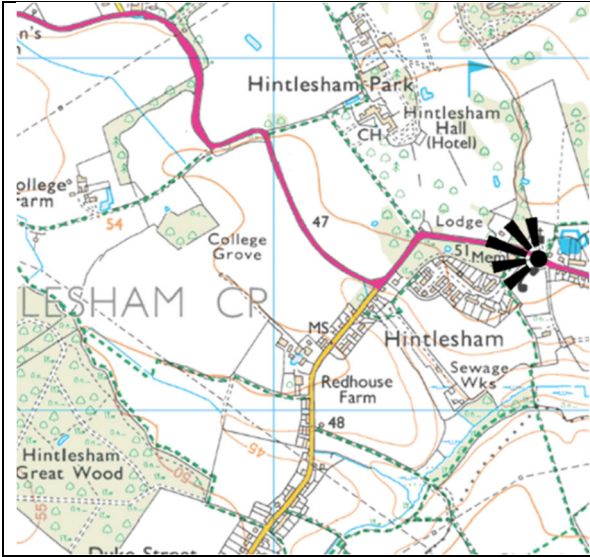 n's
Hintlesham Park
Hintlesham
Hall
(Hotel)
CH
ollege
arm
54
47
Lodge
51
Mem
College
Grove
LESHAM CP
MS
Hintlesham
Sewage
Wks
Redhouse
Farm
48
45
Hintlesham
Great Wood
50
55
Duke Street